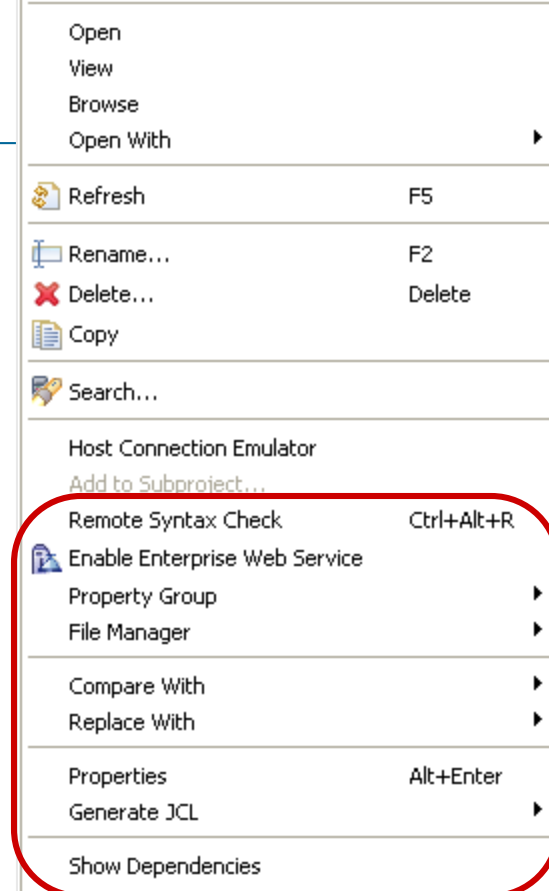 Open
View
Browse
Open With
Refresh F5
Rename... F2
Delete... Delete
Copy
Search...
Host Connection Emulator
Add to Subproject...
Remote Syntax Check Ctrl+Alt+R
Enable Enterprise Web Service
Property Group
File Manager
Compare With
Replace With
Properties Alt+Enter
Generate JCL
Show Dependencies